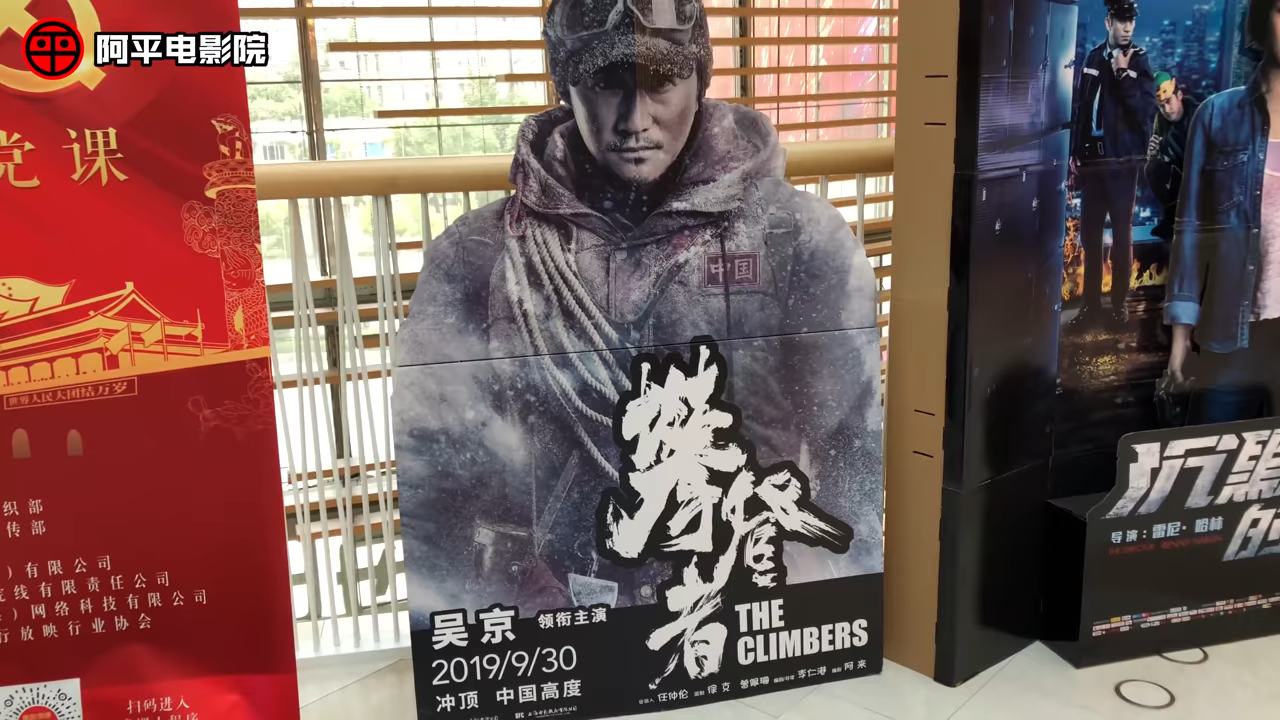 平
阿平电影院
党课
世界人民大团结万岁
织部
传部
）有限公司
线有限责任公司
）网络科技有限公司
行放映行业协会
扫码进入
中国
攀登者
THE
CLIMBERS
吴京 领衔主演
2019/9/30
冲顶 中国高度
任仲伦 徐克 李仁港 阿来
沉默
的
导演：雷尼·哈林